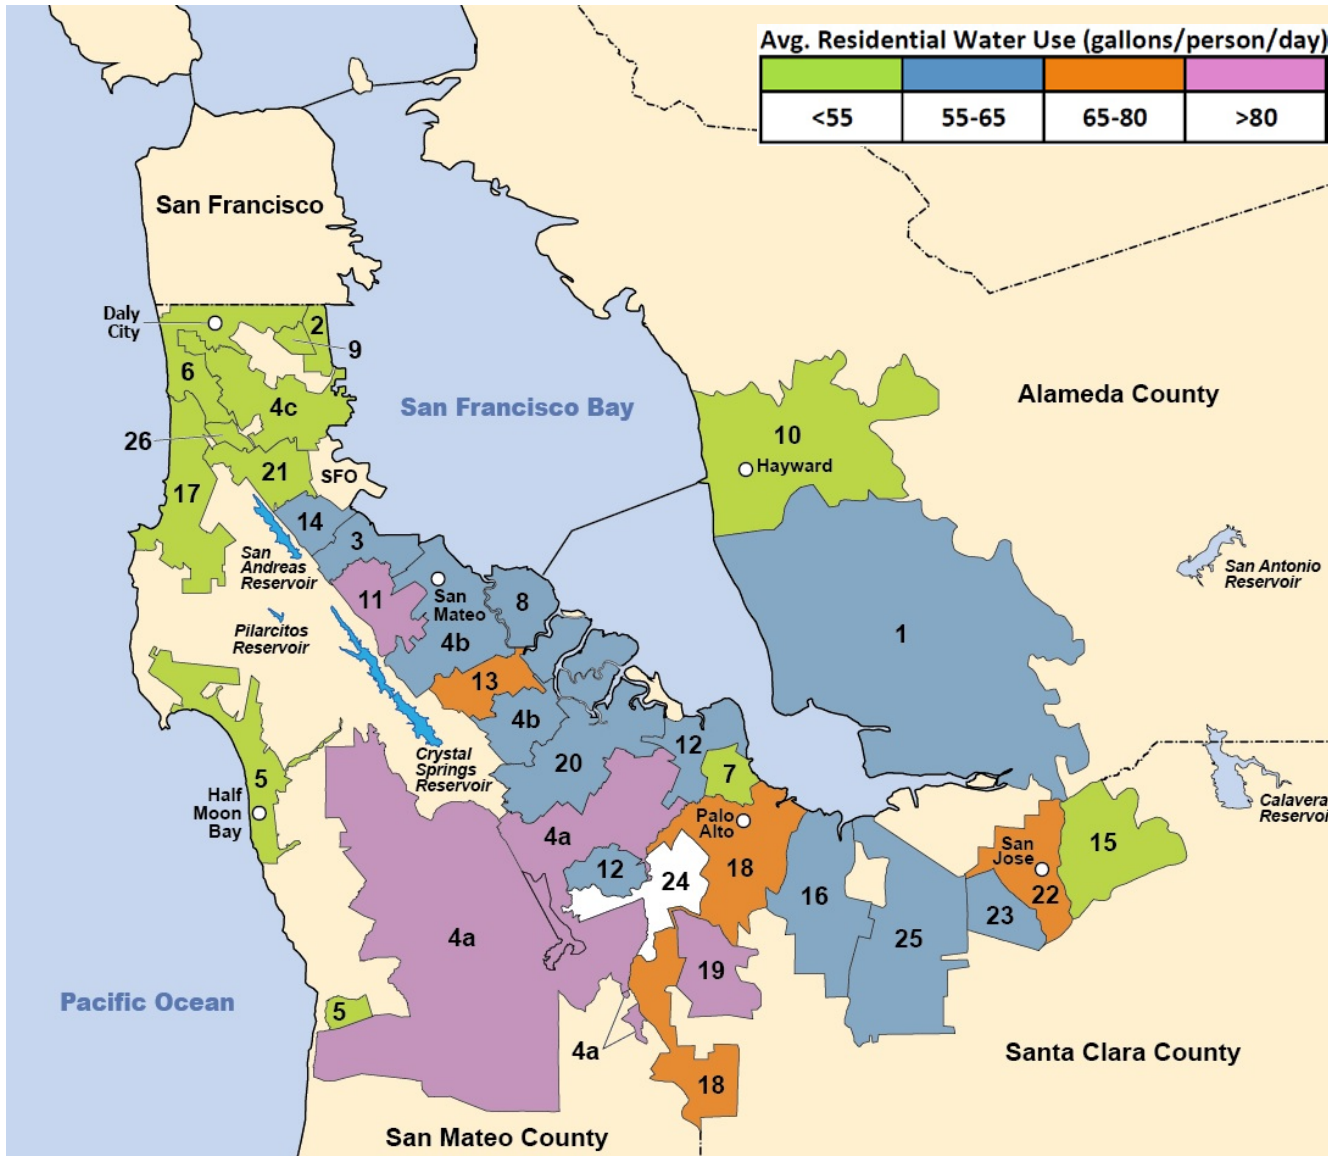 Avg. Residential Water Use (gallons/person/day)
<55 55-65 65-80 >80
San Francisco
Daly
City
2
9
6
4c
San Francisco Bay
Alameda County
26
10
Hayward
21
SFO
17
14
3
San
Andreas
Reservoir
San Antonio
Reservoir
11
San
Mateo
8
Pilarcitos
Reservoir
4b
1
13
4b
12
Crystal
Springs
Reservoir
20
7
5
Half
Moon
Bay
Calavera
Reservoi
Palo
Alto
4a
San
Jose
15
12
24
18
16
22
23
4a
25
19
Pacific Ocean
5
4a
Santa Clara County
18
San Mateo County